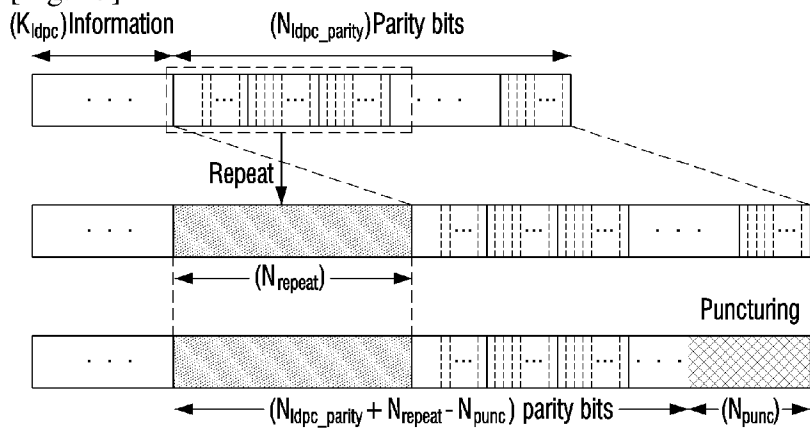 (K_ldpc)Information (N_ldpc_parity)Parity bits
... ... ... ... ... ...
Repeat
... ... ... ... ... ...
(N_repeat)
Puncturing
... ... ... ... ...
(N_ldpc_parity + N_repeat - N_punc) parity bits (N_punc)